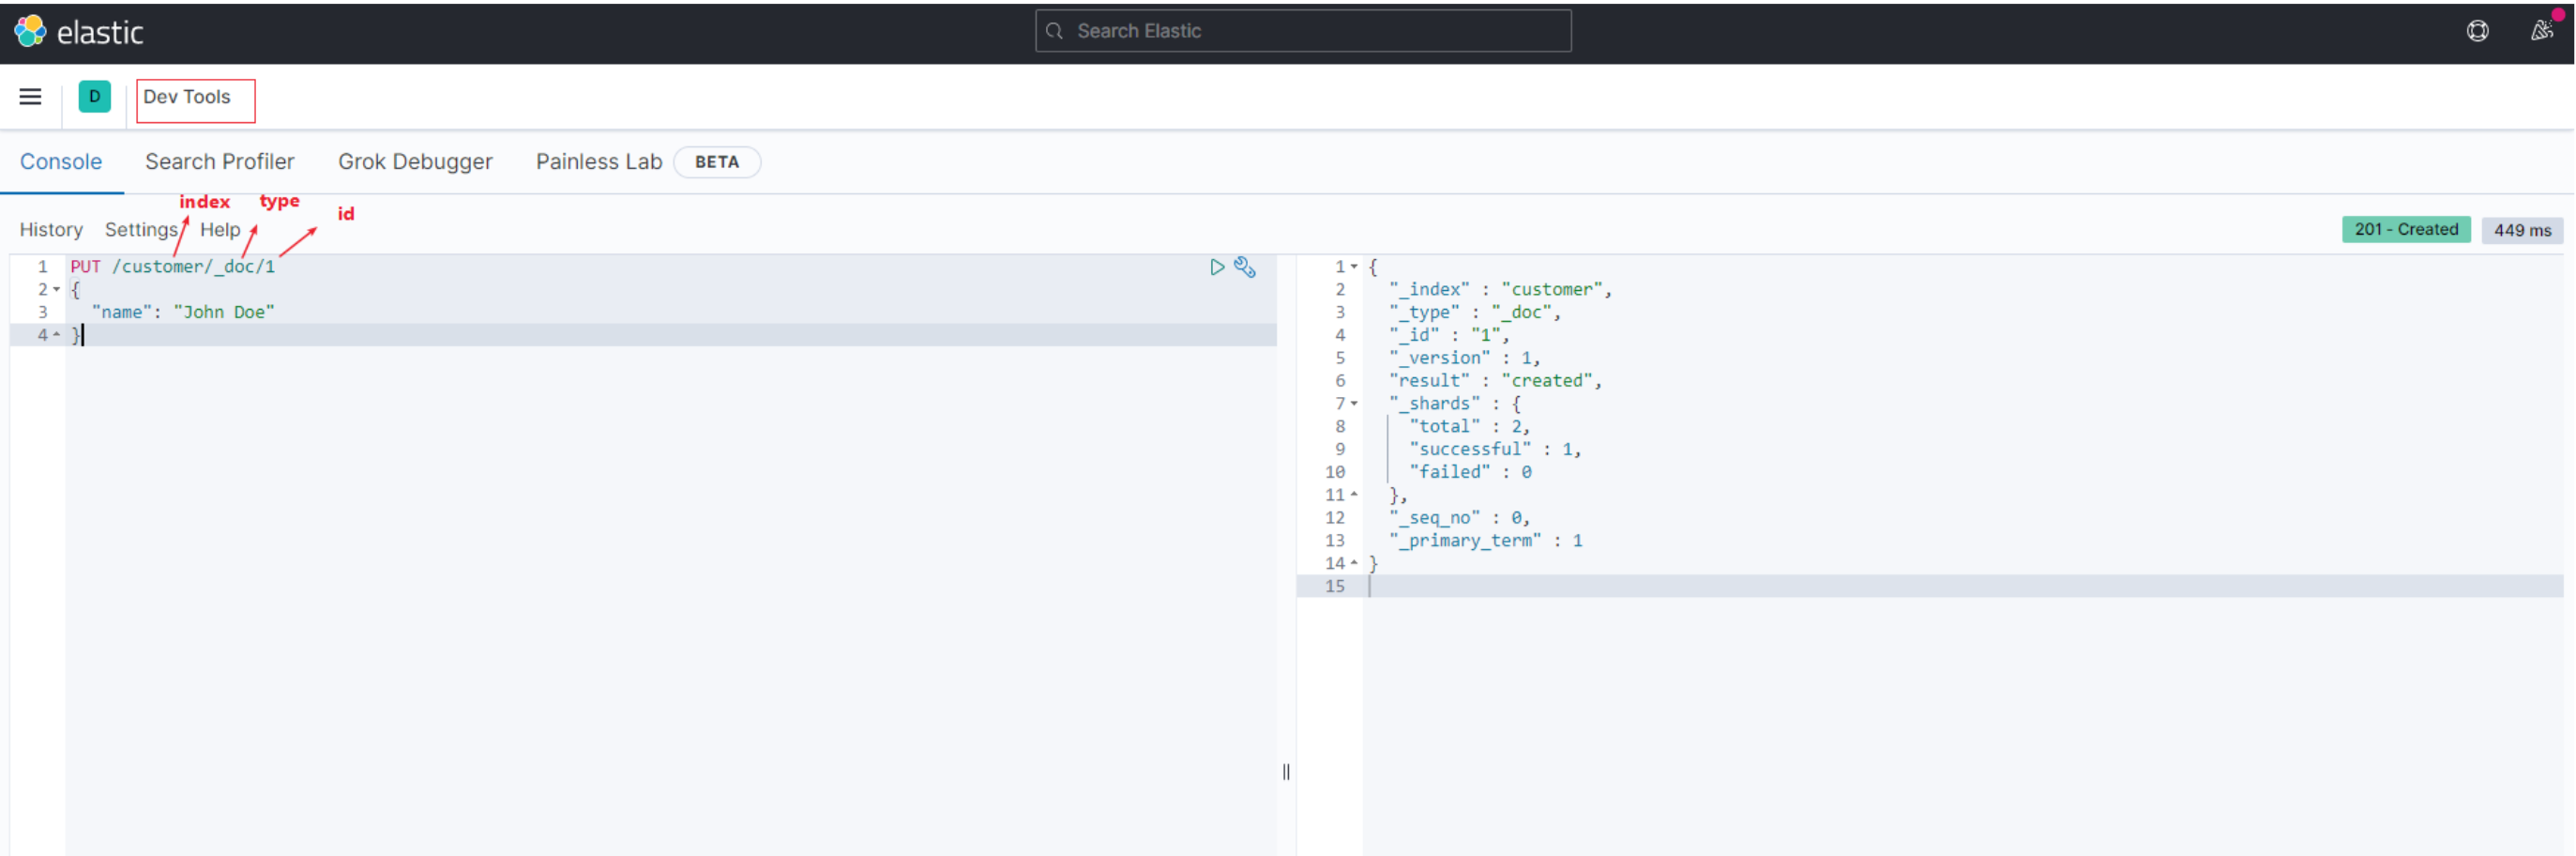 elastic
Search Elastic
D
Dev Tools
Console Search Profiler Grok Debugger Painless Lab BETA
index type id
History Settings Help
201 - Created 449 ms
1 PUT /customer/_doc/1
2 {
3 "name": "John Doe"
4 }
1 {
2 "_index" : "customer",
3 "_type" : "_doc",
4 "_id" : "1",
5 "_version" : 1,
6 "result" : "created",
7 "_shards" : {
8 "total" : 2,
9 "successful" : 1,
10 "failed" : 0
11 },
12 "_seq_no" : 0,
13 "_primary_term" : 1
14 }
15